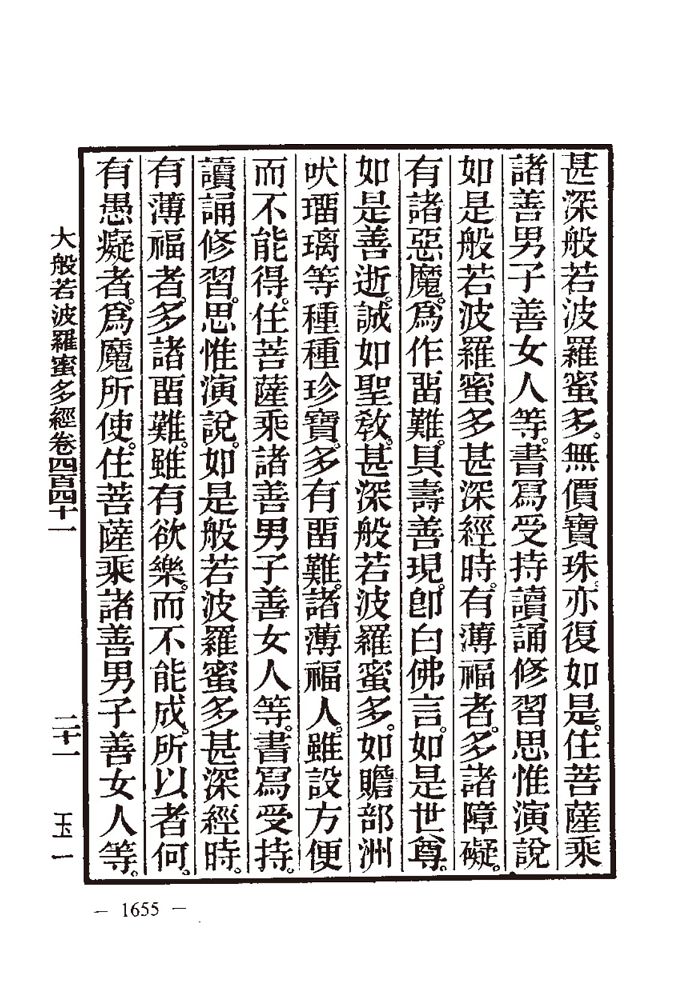 甚深般若波羅蜜多。無價寶珠。亦復如是。住菩薩乘
諸善男子善女人等。書寫受持讀誦修習思惟演說
如是般若波羅蜜多甚深經時。有薄福者。多諸障礙。
有諸惡魔。爲作畱難。具壽善現。卽白佛言。如是世尊。
如是善逝。誠如聖敎。甚深般若波羅蜜多。如贍部洲
吠瑠璃等種種珍寶。多有畱難。諸薄福人。雖設方便
而不能得。住菩薩乘諸善男子善女人等。書寫受持。
讀誦修習。思惟演說。如是般若波羅蜜多甚深經時。
有薄福者。多諸畱難。雖有欲樂。而不能成。所以者何。
有愚癡者。爲魔所使。住菩薩乘諸善男子善女人等。
大般若波羅蜜多經卷四百四十一 二十一 玉一
— 1655 —